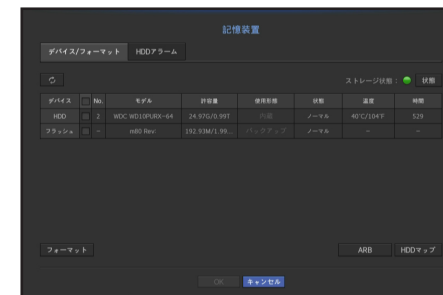 記憶装置
デバイス/フォーマット HDDアラーム
ストレージ状態： 状態
デバイス No. モデル 許容量 使用形態 状態 温度 時間
HDD 2 WDC WD10PURX-64 24.97G/0.99T 内蔵 ノーマル 40°C/104°F 529
フラッシュ - m80 Rev: 192.93M/1.99... バックアップ ノーマル - -
フォーマット ARB HDDマップ
OK キャンセル